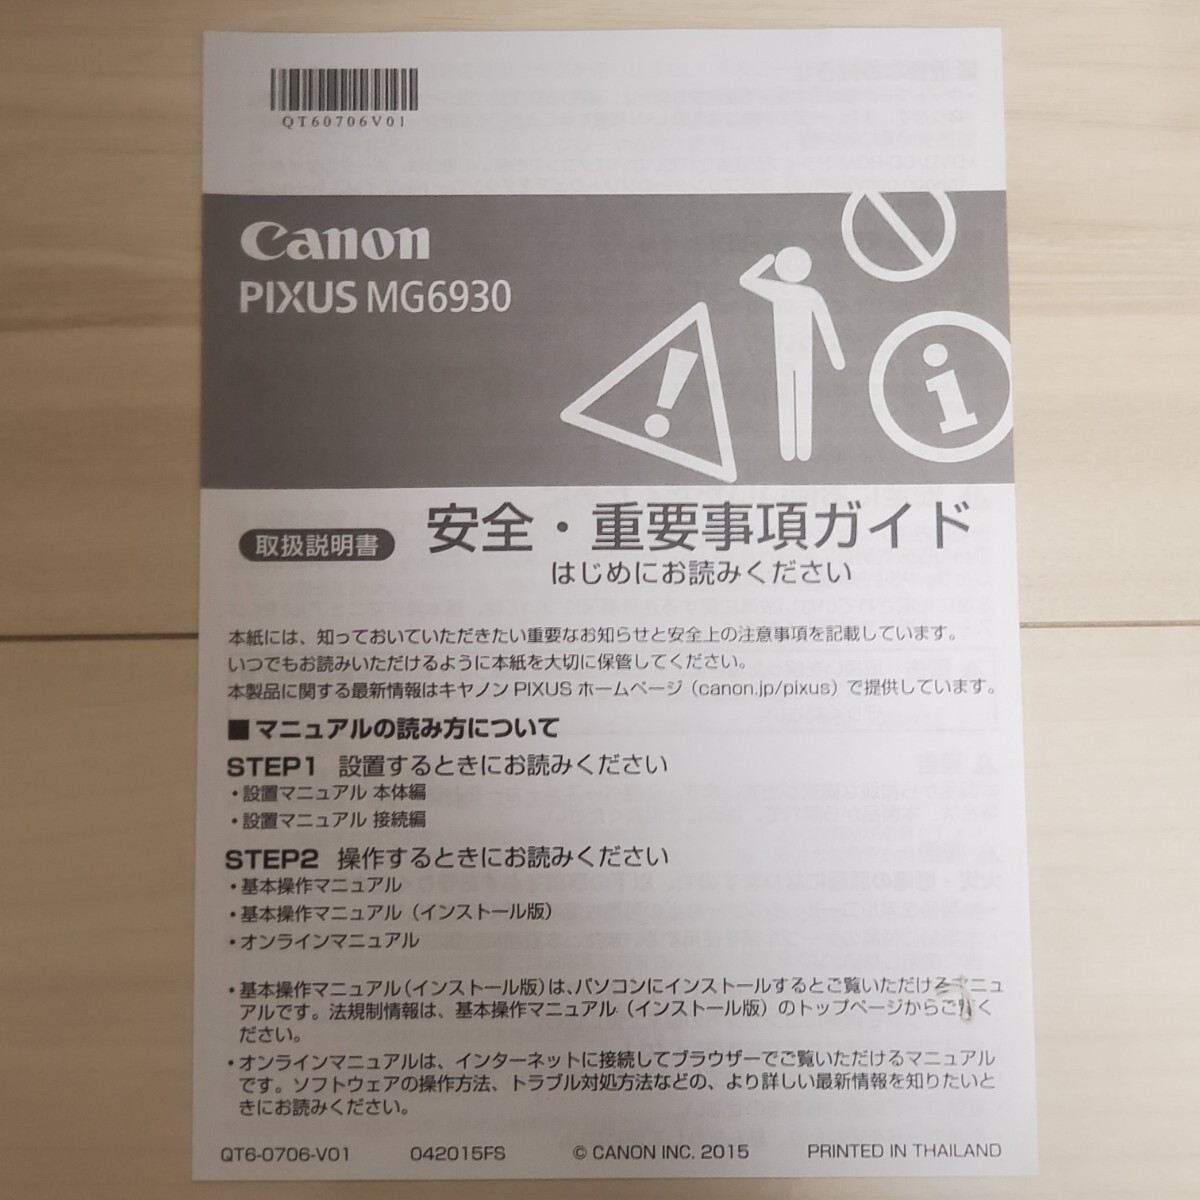 QT60706V01
Canon
PIXUS MG6930
取扱説明書
安全・重要事項ガイド
はじめにお読みください
本紙には、知っておいていただきたい重要なお知らせと安全上の注意事項を記載しています。
いつでもお読みいただけるように本紙を大切に保管してください。
本製品に関する最新情報はキヤノン PIXUS ホームページ（canon.jp/pixus）で提供しています。
■ マニュアルの読み方について
STEP1 設置するときにお読みください
・設置マニュアル 本体編
・設置マニュアル 接続編
STEP2 操作するときにお読みください
・基本操作マニュアル
・基本操作マニュアル（インストール版）
・オンラインマニュアル
・基本操作マニュアル（インストール版）は、パソコンにインストールするとご覧いただけるマニュ
アルです。法規制情報は、基本操作マニュアル（インストール版）のトップページからご覧く
ださい。
・オンラインマニュアルは、インターネットに接続してブラウザーでご覧いただけるマニュアル
です。ソフトウェアの操作方法、トラブル対処方法などの、より詳しい最新情報を知りたいと
きにお読みください。
QT6-0706-V01 042015FS © CANON INC. 2015 PRINTED IN THAILAND